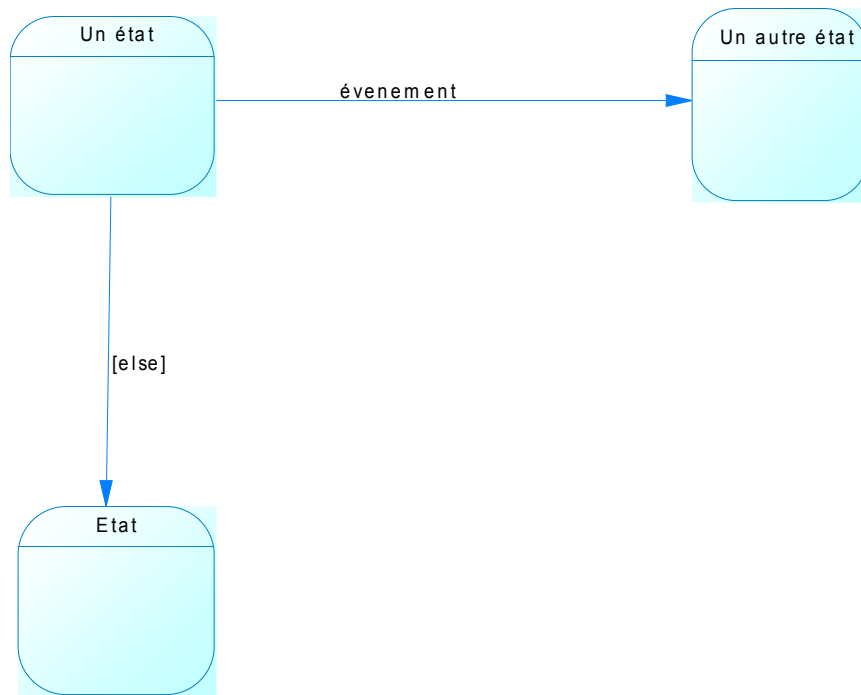 Un état
Un autre état
évenement
[else]
Etat